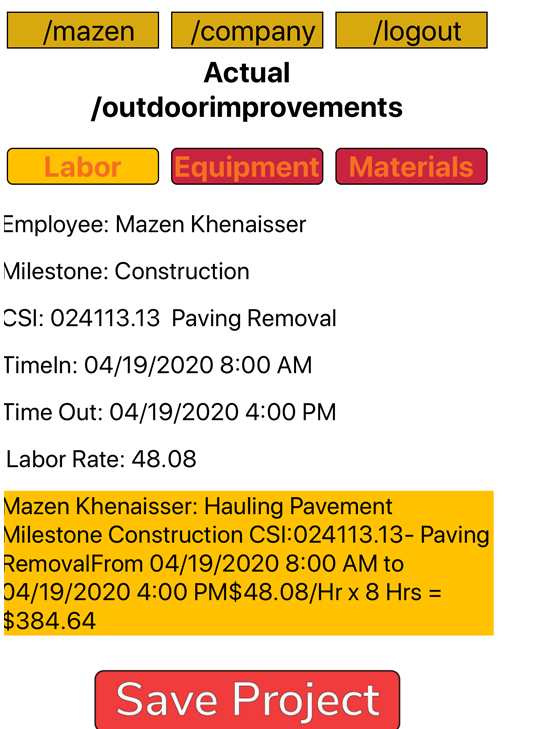 /mazen /company /logout
Actual
/outdoorimprovements
Labor Equipment Materials
Employee: Mazen Khenaisser
Milestone: Construction
CSI: 024113.13  Paving Removal
TimeIn: 04/19/2020 8:00 AM
Time Out: 04/19/2020 4:00 PM
Labor Rate: 48.08
Mazen Khenaisser: Hauling Pavement
Milestone Construction CSI:024113.13- Paving
RemovalFrom 04/19/2020 8:00 AM to
04/19/2020 4:00 PM$48.08/Hr x 8 Hrs =
$384.64
Save Project